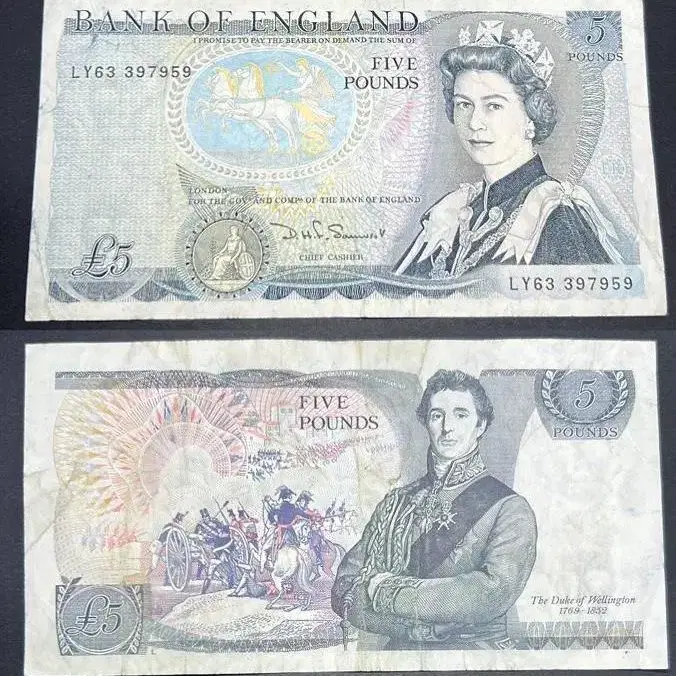 BANK OF ENGLAND
I PROMISE TO PAY THE BEARER ON DEMAND THE SUM OF
5
POUNDS
LY63 397959
FIVE
POUNDS
LONDON
FOR THE GOVR AND COMPA OF THE BANK OF ENGLAND
£5
CHIEF CASHIER
LY63 397959
FIVE
POUNDS
5
POUNDS
The Duke of Wellington
1769-1852
£5
L